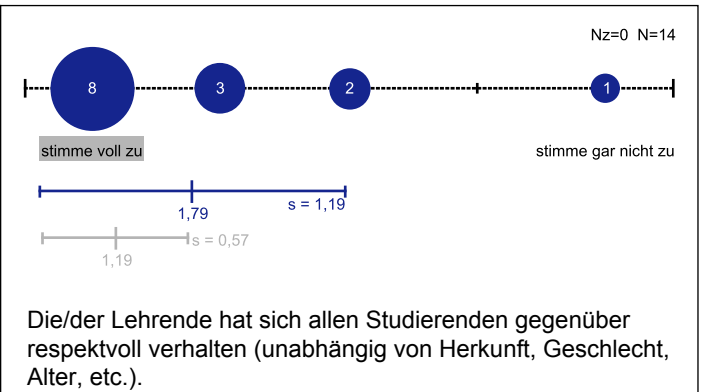 Nz=0 N=14
8 3 2 1
stimme voll zu stimme gar nicht zu
1,79 s = 1,19
s = 0,57
1,19
Die/der Lehrende hat sich allen Studierenden gegenüber
respektvoll verhalten (unabhängig von Herkunft, Geschlecht,
Alter, etc.).